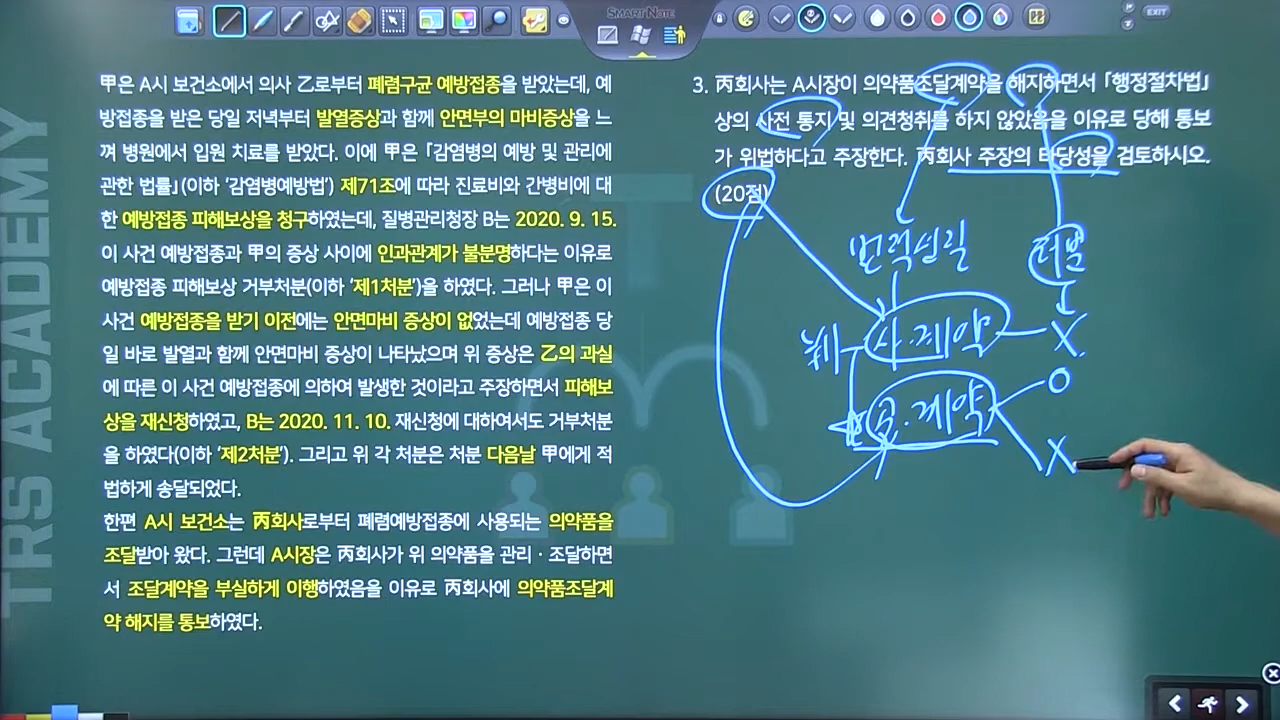 SMART NOTE
EXIT
TRS ACADEMY
甲은 A시 보건소에서 의사 乙로부터 폐렴구균 예방접종을 받았는데, 예
방접종을 받은 당일 저녁부터 발열증상과 함께 안면부의 마비증상을 느
껴 병원에서 입원 치료를 받았다. 이에 甲은 「감염병의 예방 및 관리에
관한 법률」(이하 '감염병예방법') 제71조에 따라 진료비와 간병비에 대
한 예방접종 피해보상을 청구하였는데, 질병관리청장 B는 2020. 9. 15.
이 사건 예방접종과 甲의 증상 사이에 인과관계가 불분명하다는 이유로
예방접종 피해보상 거부처분(이하 '제1처분')을 하였다. 그러나 甲은 이
사건 예방접종을 받기 이전에는 안면마비 증상이 없었는데 예방접종 당
일 바로 발열과 함께 안면마비 증상이 나타났으며 위 증상은 乙의 과실
에 따른 이 사건 예방접종에 의하여 발생한 것이라고 주장하면서 피해보
상을 재신청하였고, B는 2020. 11. 10. 재신청에 대하여서도 거부처분
을 하였다(이하 '제2처분'). 그리고 위 각 처분은 처분 다음날 甲에게 적
법하게 송달되었다.
한편 A시 보건소는 丙회사로부터 폐렴예방접종에 사용되는 의약품을
조달받아 왔다. 그런데 A시장은 丙회사가 위 의약품을 관리 · 조달하면
서 조달계약을 부실하게 이행하였음을 이유로 丙회사에 의약품조달계
약 해지를 통보하였다.
3. 丙회사는 A시장이 의약품조달계약을 해지하면서 「행정절차법」
상의 사전 통지 및 의견청취를 하지 않았음을 이유로 당해 통보
가 위법하다고 주장한다. 丙회사 주장의 타당성을 검토하시오.
(20점)
법적성질
처분
사.계약 X
공.계약 O
X